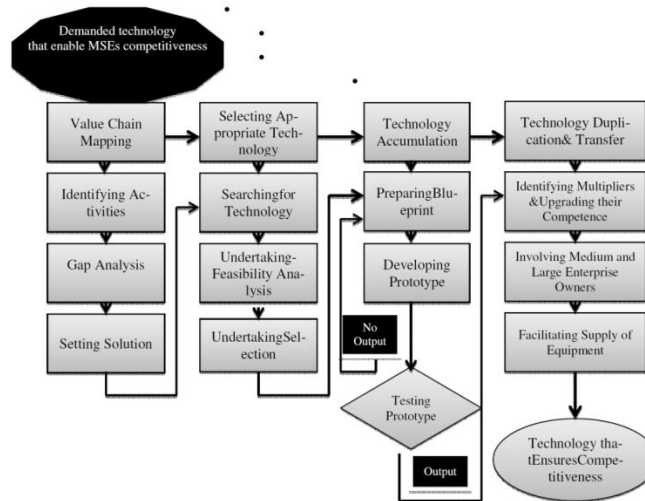 Demanded technology
that enable MSEs competitiveness
Value Chain
Mapping
Selecting Ap-
propriate Tech-
nology
Technology
Accumulation
Technology Dupli-
cation& Transfer
Identifying Ac-
tivities
Searchingfor
Technology
PreparingBlue-
print
Identifying Multipliers
&Upgrading their
Competence
Gap Analysis
Undertaking-
Feasibility Ana-
lysis
Developing
Prototype
Involving Medium and
Large Enterprise
Owners
Setting Solution
UndertakingSel-
ection
No
Output
Facilitating Supply of
Equipment
Testing
Prototype
Output
Technology tha-
tEnsuresCompe-
titiveness